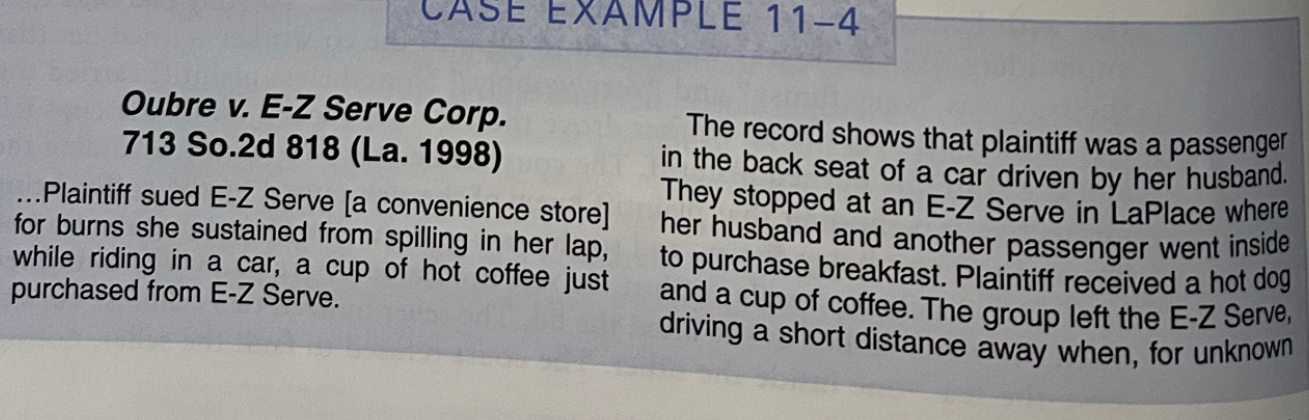 CASE EXAMPLE 11–4
Oubre v. E-Z Serve Corp.
713 So.2d 818 (La. 1998)
...Plaintiff sued E-Z Serve [a convenience store]
for burns she sustained from spilling in her lap,
while riding in a car, a cup of hot coffee just
purchased from E-Z Serve.
The record shows that plaintiff was a passenger
in the back seat of a car driven by her husband.
They stopped at an E-Z Serve in LaPlace where
her husband and another passenger went inside
to purchase breakfast. Plaintiff received a hot dog
and a cup of coffee. The group left the E-Z Serve,
driving a short distance away when, for unknown